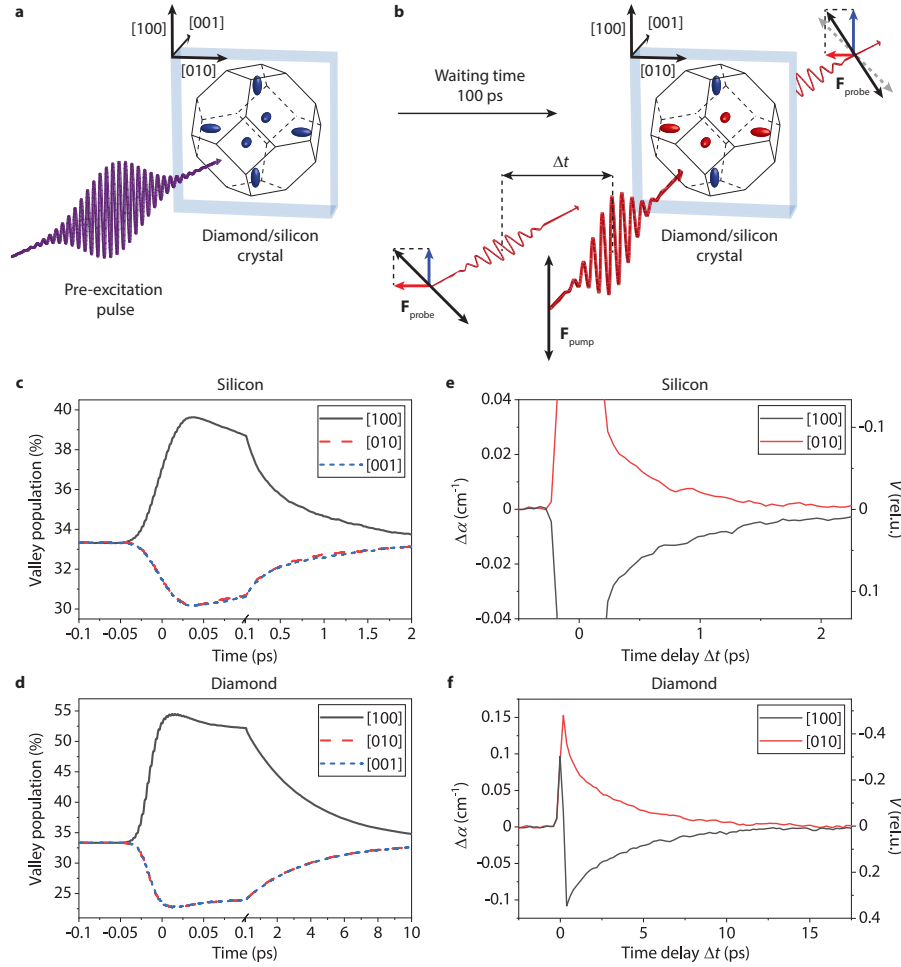 a
[100]
[001]
[010]
Diamond/silicon
crystal
Pre-excitation
pulse
Waiting time
100 ps
b
[100]
[001]
[010]
Δt
Diamond/silicon
crystal
F probe
F pump
F probe
c
Silicon
Valley population (%)
40
38
36
34
32
30
[100]
[010]
[001]
-0.1 -0.05 0 0.05 0.1 0.5 1 1.5 2
Time (ps)
d
Diamond
Valley population (%)
55
50
45
40
35
30
25
[100]
[010]
[001]
-0.1 -0.05 0 0.05 0.1 2 4 6 8 10
Time (ps)
e
Silicon
Δα (cm⁻¹)
0.04
0.02
0
-0.02
-0.04
[100]
[010]
-0.1
0
0.1
V (rel.u.)
0 1 2
Time delay Δt (ps)
f
Diamond
Δα (cm⁻¹)
0.15
0.1
0.05
0
-0.05
-0.1
[100]
[010]
-0.4
-0.2
0
0.2
0.4
V (rel.u.)
0 5 10 15
Time delay Δt (ps)